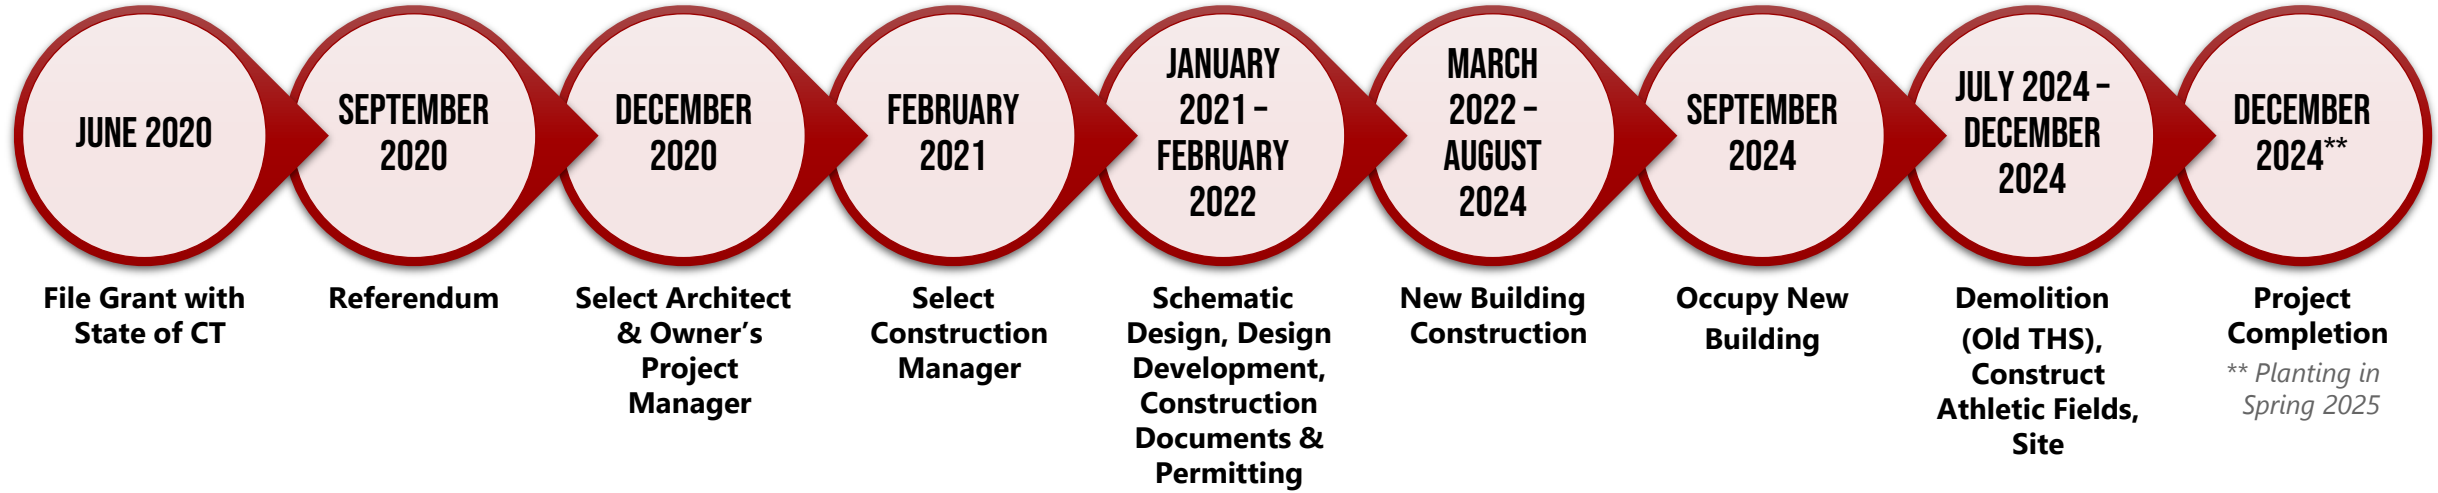 JUNE 2020
File Grant with
State of CT
SEPTEMBER
2020
Referendum
DECEMBER
2020
Select Architect
& Owner’s
Project
Manager
FEBRUARY
2021
Select
Construction
Manager
JANUARY
2021 –
FEBRUARY
2022
Schematic
Design, Design
Development,
Construction
Documents &
Permitting
MARCH
2022 –
AUGUST
2024
New Building
Construction
SEPTEMBER
2024
Occupy New
Building
JULY 2024 –
DECEMBER
2024
Demolition
(Old THS),
Construct
Athletic Fields,
Site
DECEMBER
2024**
Project
Completion
** Planting in
Spring 2025